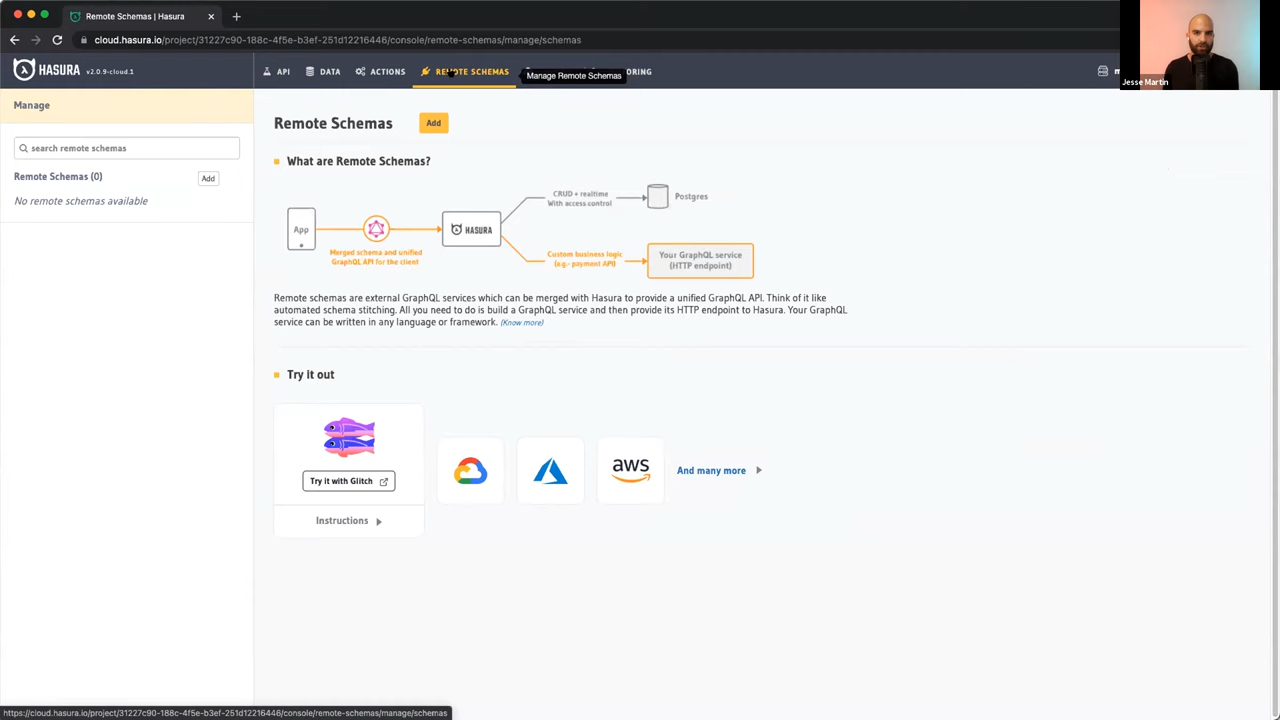 Remote Schemas | Hasura
cloud.hasura.io/project/31227c90-188c-4f5e-b3ef-251d12216446/console/remote-schemas/manage/schemas
Jesse Martin
HASURA v2.0.9-cloud.1
API
DATA
ACTIONS
REMOTE SCHEMAS
Manage Remote Schemas
ORING
Manage
search remote schemas
Remote Schemas (0)
Add
No remote schemas available
Remote Schemas
Add
What are Remote Schemas?
App
Merged schema and unified
GraphQL API for the client
HASURA
CRUD + realtime
With access control
Postgres
Custom business logic
(e.g.- payment API)
Your GraphQL service
(HTTP endpoint)
Remote schemas are external GraphQL services which can be merged with Hasura to provide a unified GraphQL API. Think of it like
automated schema stitching. All you need to do is build a GraphQL service and then provide its HTTP endpoint to Hasura. Your GraphQL
service can be written in any language or framework. (Know more)
Try it out
Try it with Glitch
Instructions
aws
And many more
https://cloud.hasura.io/project/31227c90-188c-4f5e-b3ef-251d12216446/console/remote-schemas/manage/schemas